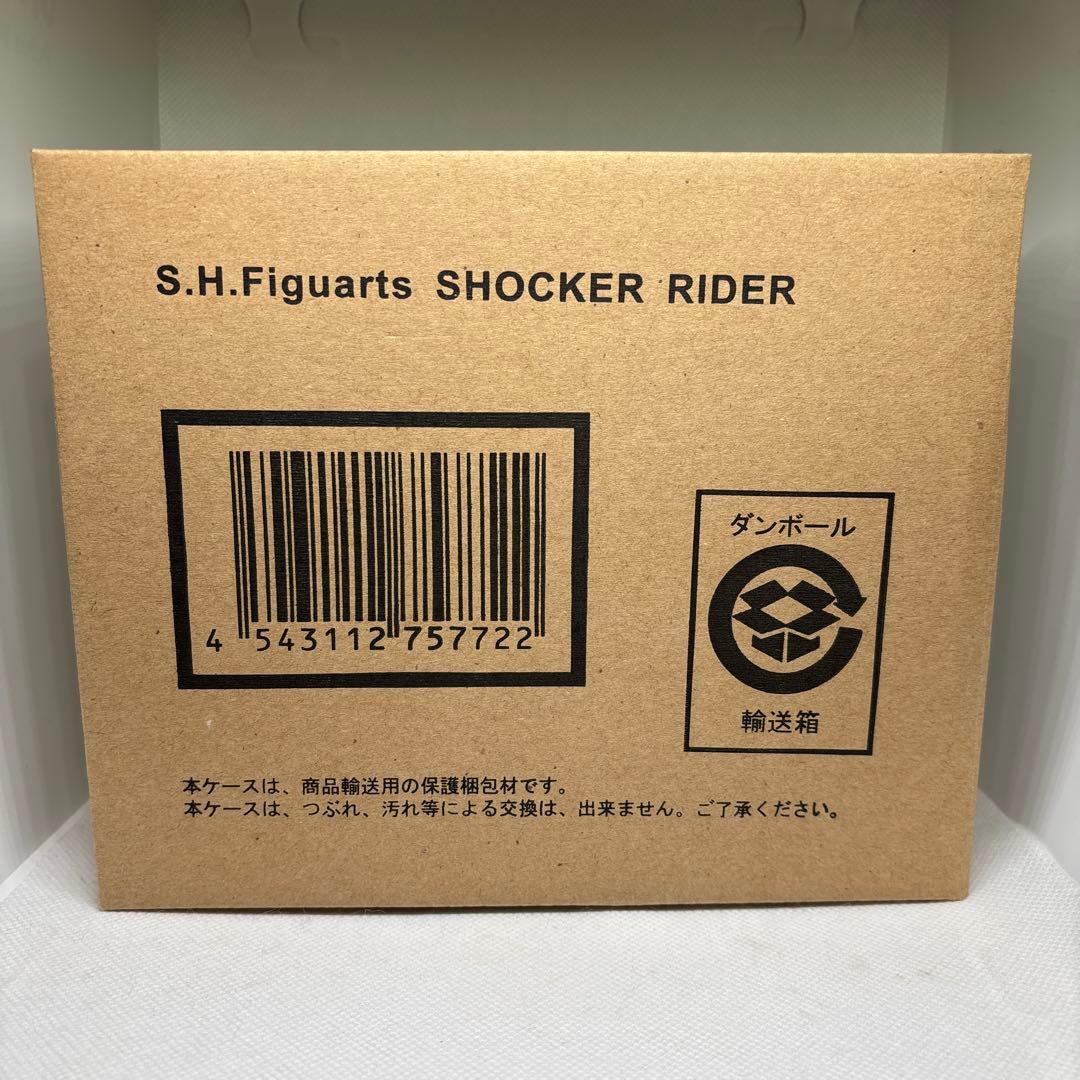 S.H.Figuarts SHOCKER RIDER
4 543112 757722
ダンボール
輸送箱
本ケースは、商品輸送用の保護梱包材です。
本ケースは、つぶれ、汚れ等による交換は、出来ません。ご了承ください。